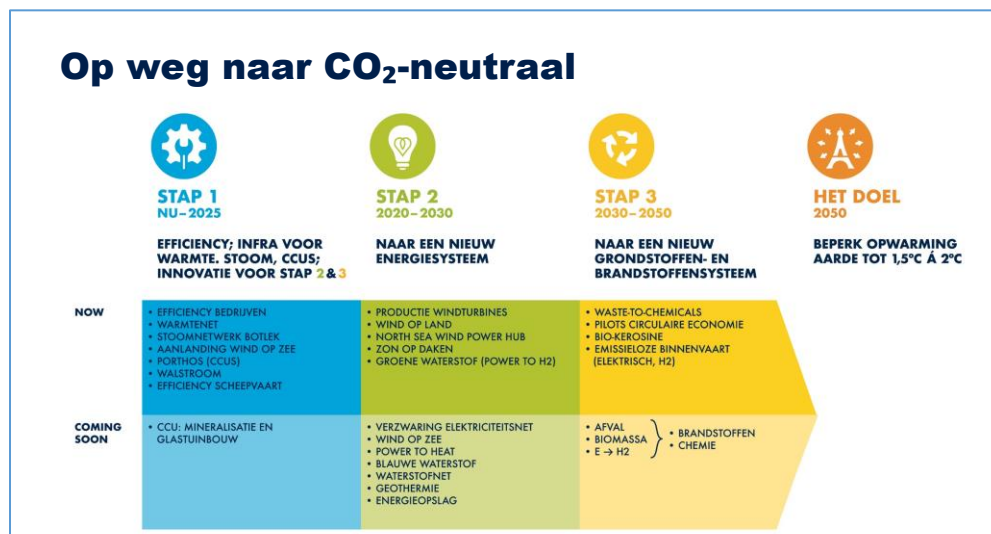 Op weg naar CO₂-neutraal
STAP 1
NU–2025
EFFICIENCY; INFRA VOOR
WARMTE. STOOM, CCUS;
INNOVATIE VOOR STAP 2 & 3
STAP 2
2020–2030
NAAR EEN NIEUW
ENERGIESYSTEEM
STAP 3
2030–2050
NAAR EEN NIEUW
GRONDSTOFFEN- EN
BRANDSTOFFENSYSTEEM
HET DOEL
2050
BEPERK OPWARMING
AARDE TOT 1,5ºC Á 2ºC
NOW
• EFFICIENCY BEDRIJVEN
• WARMTENET
• STOOMNETWERK BOTLEK
• AANLANDING WIND OP ZEE
• PORTHOS (CCUS)
• WALSTROOM
• EFFICIENCY SCHEEPVAART
• PRODUCTIE WINDTURBINES
• WIND OP LAND
• NORTH SEA WIND POWER HUB
• ZON OP DAKEN
• GROENE WATERSTOF (POWER TO H2)
• WASTE-TO-CHEMICALS
• PILOTS CIRCULAIRE ECONOMIE
• BIO-KEROSINE
• EMISSIELOZE BINNENVAART
(ELEKTRISCH, H2)
COMING
SOON
• CCU: MINERALISATIE EN
GLASTUINBOUW
• VERZWARING ELEKTRICITEITSNET
• WIND OP ZEE
• POWER TO HEAT
• BLAUWE WATERSTOF
• WATERSTOFNET
• GEOTHERMIE
• ENERGIEOPSLAG
• AFVAL
• BIOMASSA
• E → H2
• BRANDSTOFFEN
• CHEMIE